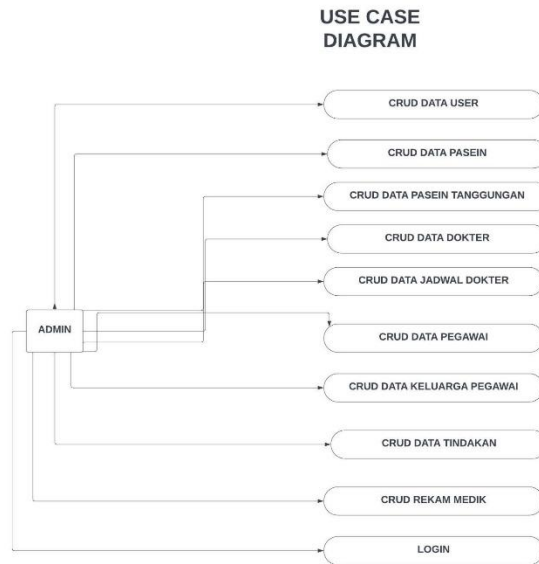 USE CASE
DIAGRAM
CRUD DATA USER
CRUD DATA PASEIN
CRUD DATA PASEIN TANGGUNGAN
CRUD DATA DOKTER
CRUD DATA JADWAL DOKTER
ADMIN
CRUD DATA PEGAWAI
CRUD DATA KELUARGA PEGAWAI
CRUD DATA TINDAKAN
CRUD REKAM MEDIK
LOGIN